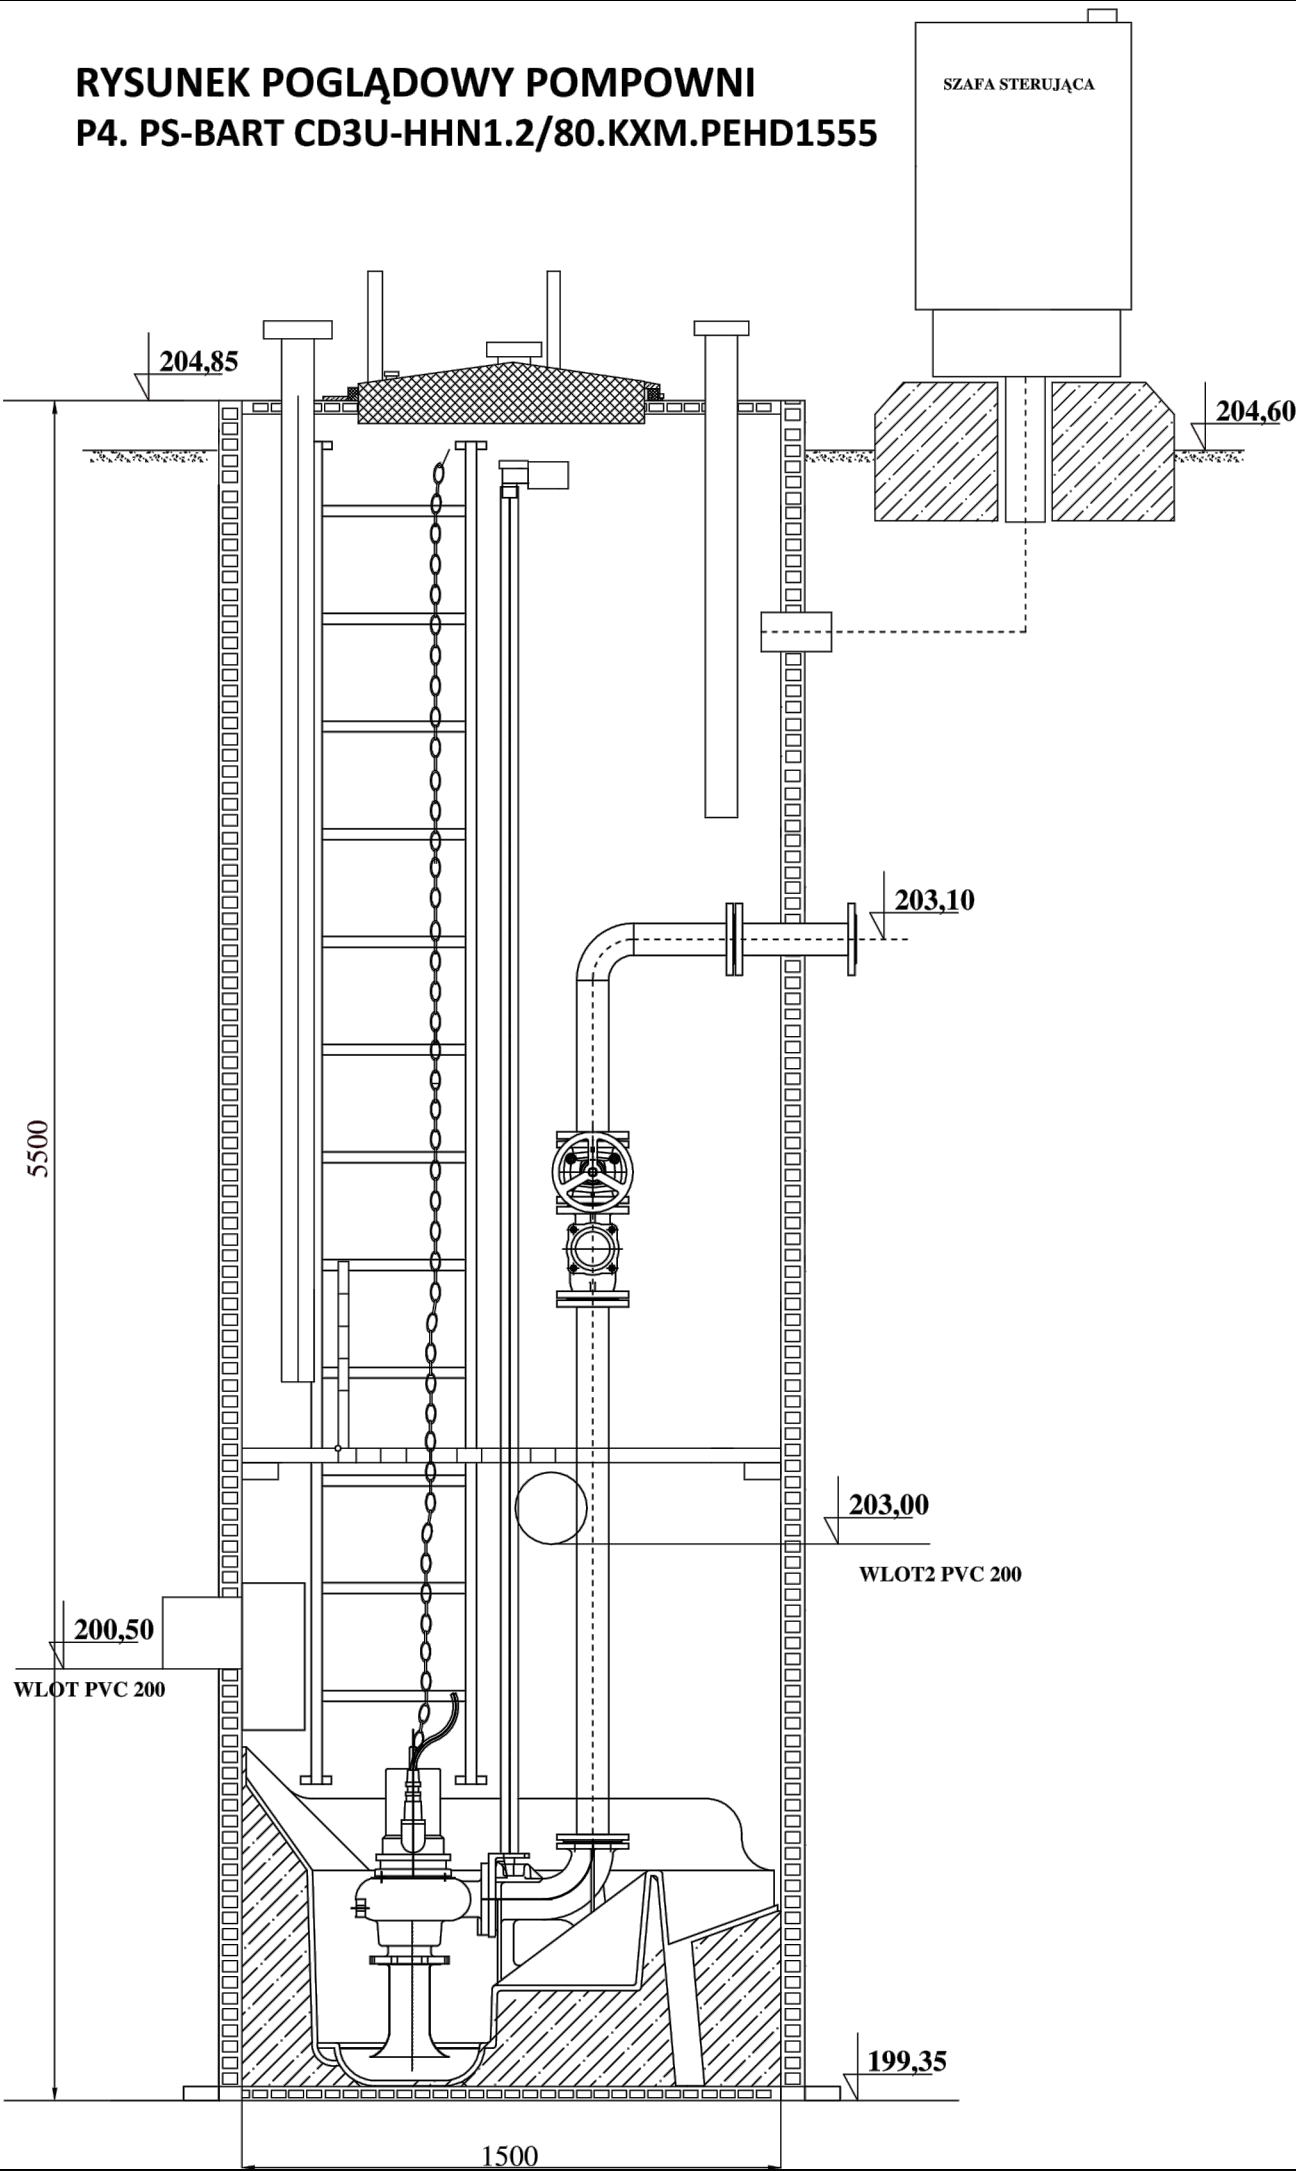 RYSUNEK POGLĄDOWY POMPOWNI
P4. PS-BART CD3U-HHN1.2/80.KXM.PEHD1555
SZAFA STERUJĄCA
204,85
204,60
203,10
5500
203,00
WLOT2 PVC 200
200,50
WLOT PVC 200
199,35
1500